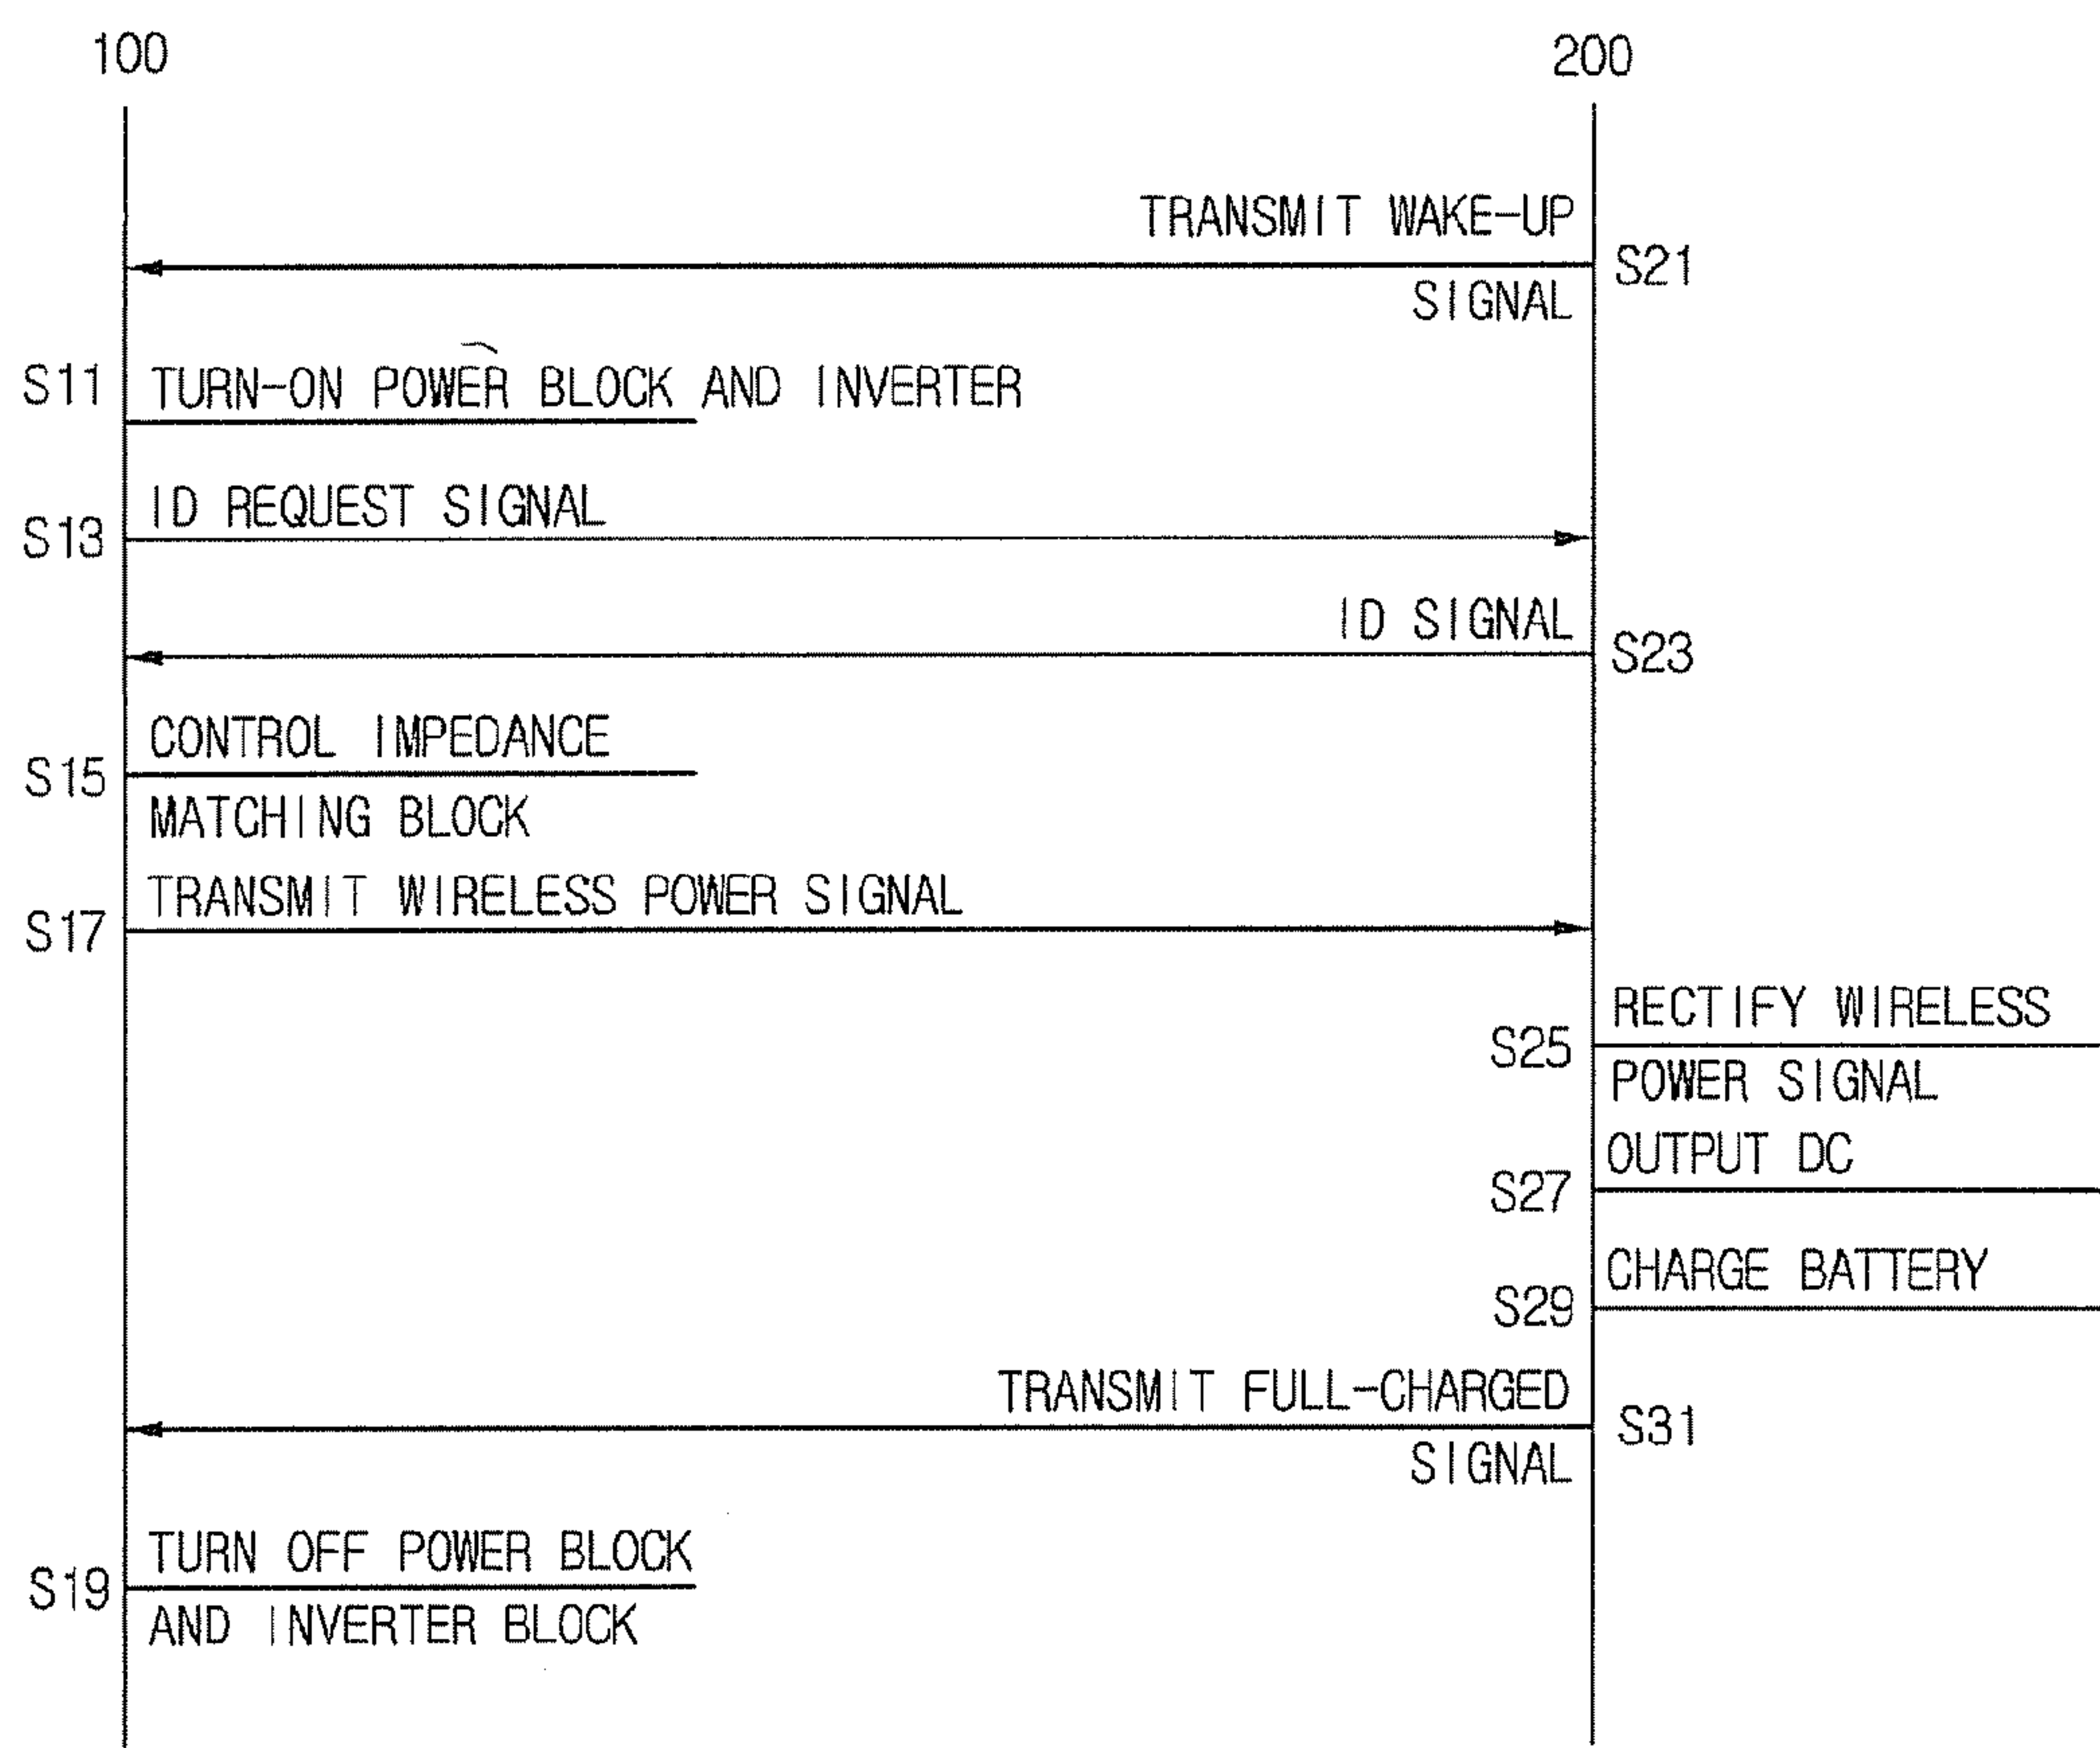 100
200
TRANSMIT WAKE-UP
S21
SIGNAL
S11
TURN-ON POWER BLOCK AND INVERTER
ID REQUEST SIGNAL
S13
ID SIGNAL
S23
CONTROL IMPEDANCE
S15
MATCHING BLOCK
TRANSMIT WIRELESS POWER SIGNAL
S17
RECTIFY WIRELESS
S25
POWER SIGNAL
OUTPUT DC
S27
CHARGE BATTERY
S29
TRANSMIT FULL-CHARGED
S31
SIGNAL
TURN OFF POWER BLOCK
S19
AND INVERTER BLOCK